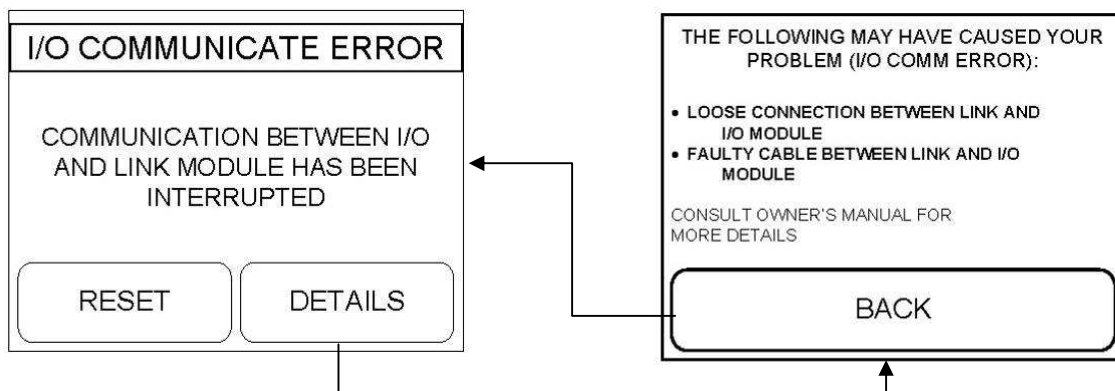 I/O COMMUNICATE ERROR
COMMUNICATION BETWEEN I/O
AND LINK MODULE HAS BEEN
INTERRUPTED
RESET
DETAILS
THE FOLLOWING MAY HAVE CAUSED YOUR
PROBLEM (I/O COMM ERROR):
• LOOSE CONNECTION BETWEEN LINK AND
I/O MODULE
• FAULTY CABLE BETWEEN LINK AND I/O
MODULE
CONSULT OWNER'S MANUAL FOR
MORE DETAILS
BACK